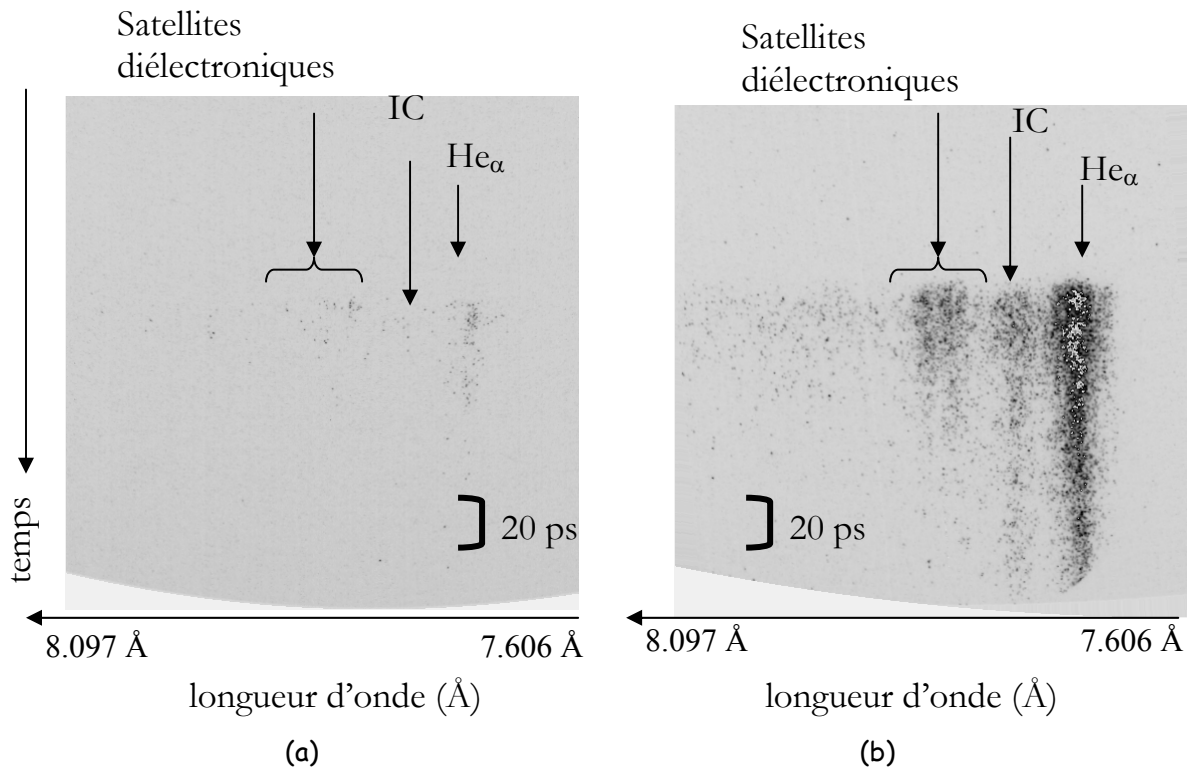 Satellites
diélectroniques
IC
Heα
20 ps
temps
8.097 Å
7.606 Å
longueur d’onde (Å)
(a)
Satellites
diélectroniques
IC
Heα
20 ps
8.097 Å
7.606 Å
longueur d’onde (Å)
(b)